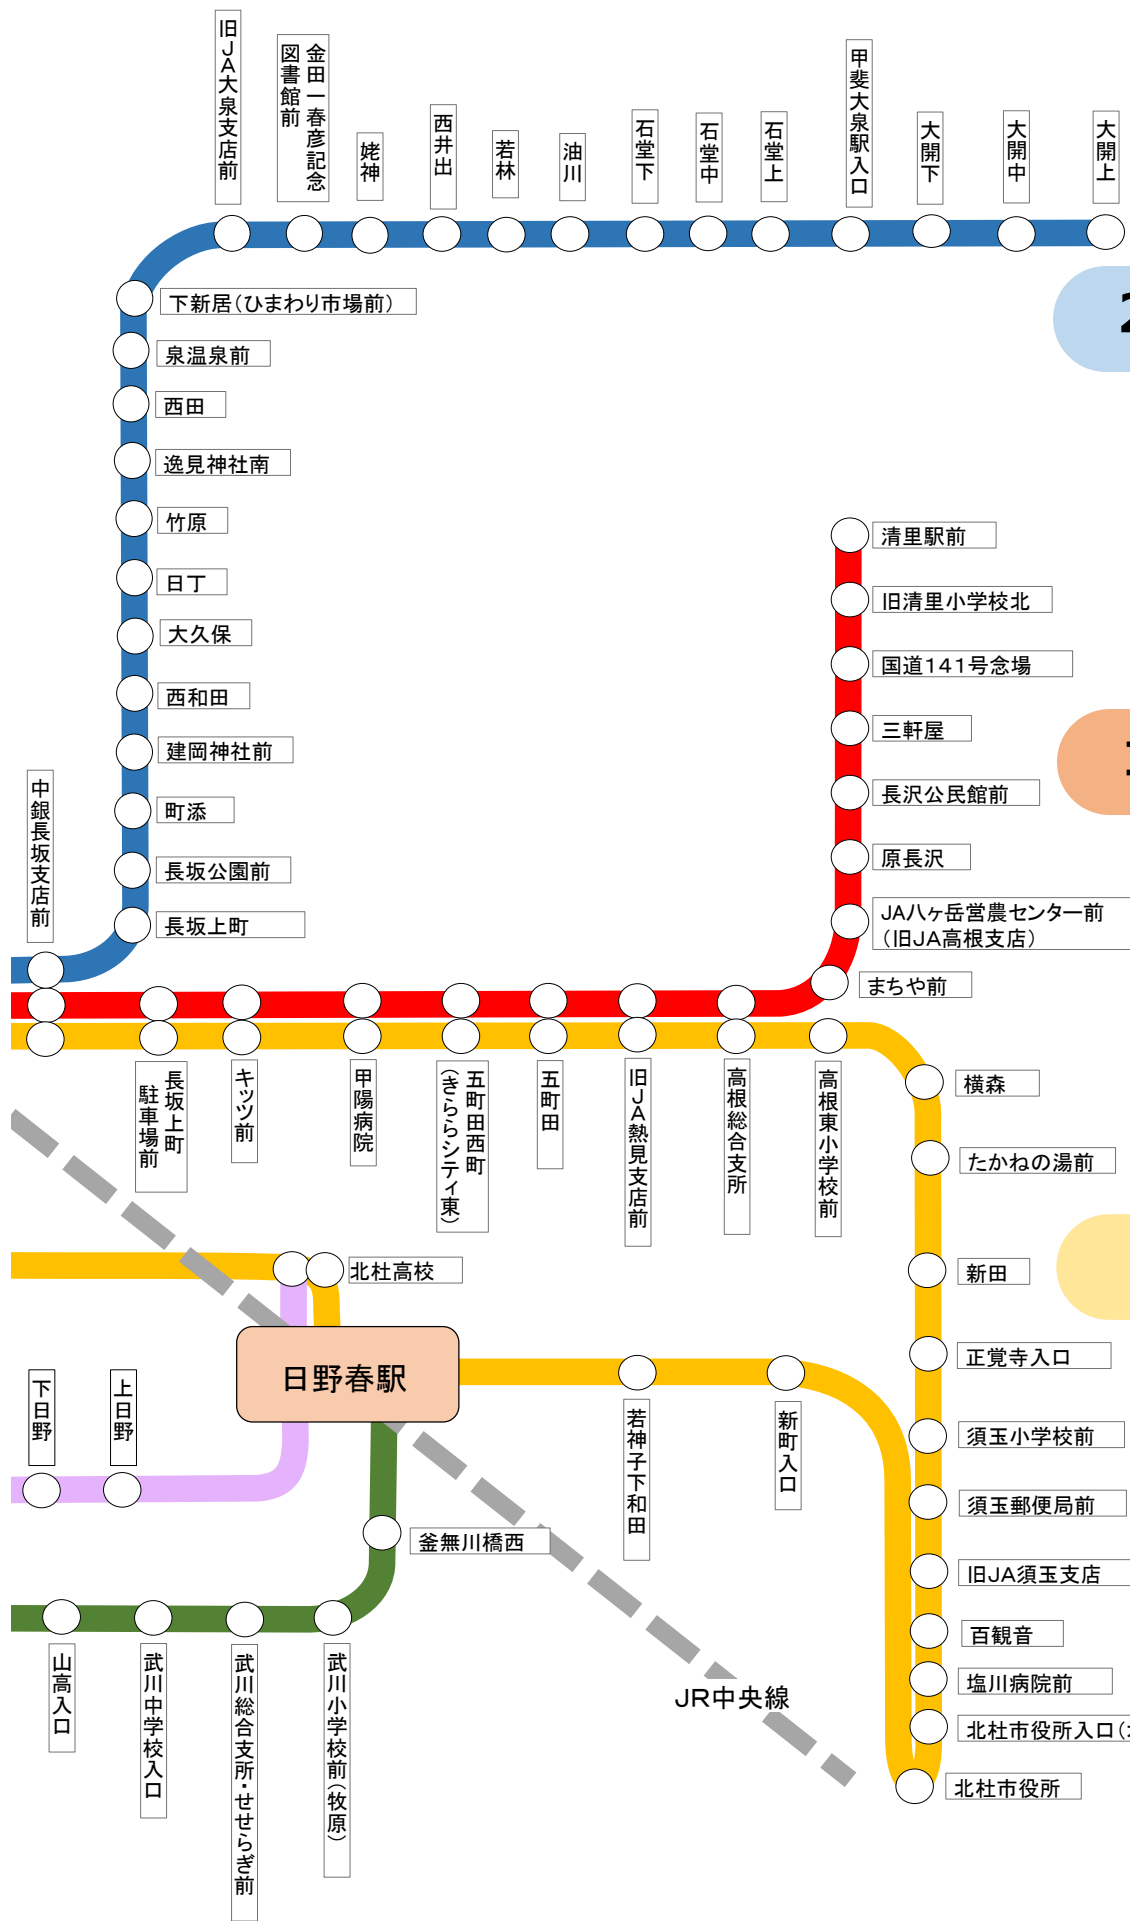 旧JA大泉支店前
金田一春彦記念
図書館前
姥神
西井出
若林
油川
石堂下
石堂中
石堂上
甲斐大泉駅入口
大開下
大開中
大開上
下新居（ひまわり市場前）
泉温泉前
西田
逸見神社南
竹原
日丁
大久保
西和田
建岡神社前
町添
長坂公園前
長坂上町
中銀長坂支店前
清里駅前
旧清里小学校北
国道141号念場
三軒屋
長沢公民館前
原長沢
JA八ヶ岳営農センター前
（旧JA高根支店）
まちや前
長坂上町
駐車場前
キッツ前
甲陽病院
五町田西町
（きららシティ東）
五町田
旧JA熱見支店前
高根総合支所
高根東小学校前
横森
たかねの湯前
新田
正覚寺入口
須玉小学校前
須玉郵便局前
旧JA須玉支店
百観音
塩川病院前
北杜市役所入口（
北杜市役所
北杜高校
日野春駅
若神子下和田
新町入口
下日野
上日野
釜無川橋西
山高入口
武川中学校入口
武川総合支所・せせらぎ前
武川小学校前（牧原）
JR中央線